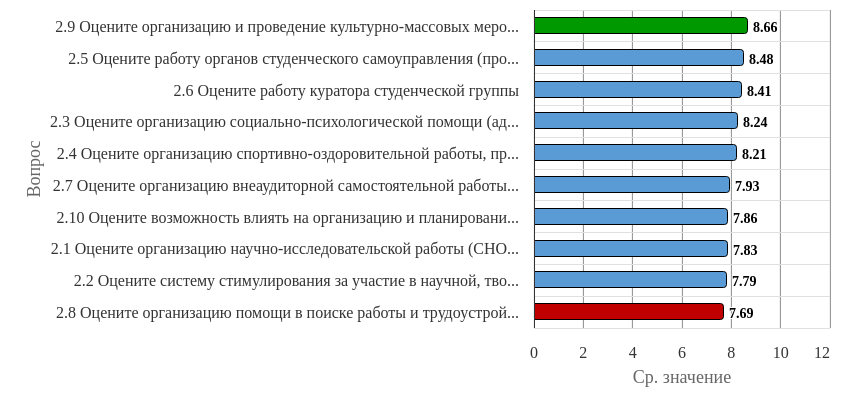 2.9 Оцените организацию и проведение культурно-массовых меро... 8.66
2.5 Оцените работу органов студенческого самоуправления (про... 8.48
2.6 Оцените работу куратора студенческой группы 8.41
2.3 Оцените организацию социально-психологической помощи (ад... 8.24
2.4 Оцените организацию спортивно-оздоровительной работы, пр... 8.21
2.7 Оцените организацию внеаудиторной самостоятельной работы... 7.93
2.10 Оцените возможность влиять на организацию и планировани... 7.86
2.1 Оцените организацию научно-исследовательской работы (СНО... 7.83
2.2 Оцените систему стимулирования за участие в научной, тво... 7.79
2.8 Оцените организацию помощи в поиске работы и трудоустрой... 7.69
Вопрос
0 2 4 6 8 10 12
Ср. значение